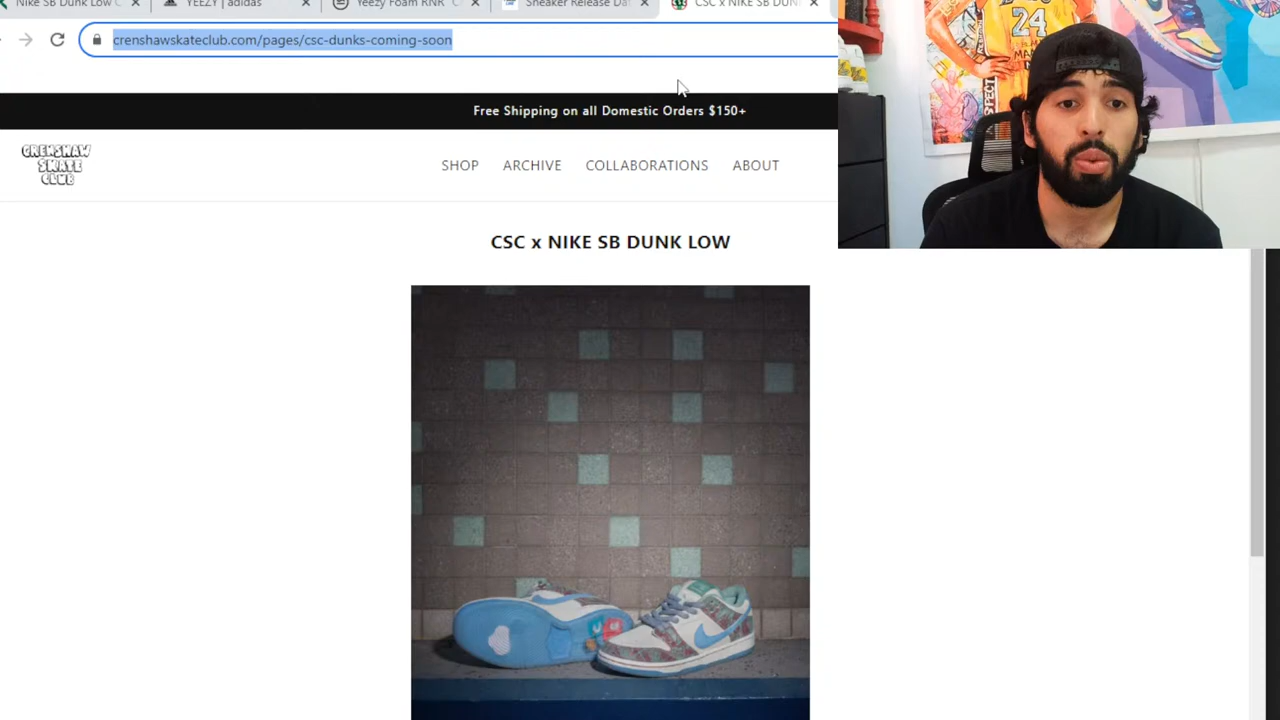 Nike SB Dunk Low C
YEEZY | adidas
Yeezy Foam RNR
Sneaker Release Da
CSC x NIKE SB DUN
crenshawskateclub.com/pages/csc-dunks-coming-soon
Free Shipping on all Domestic Orders $150+
CRENSHAW
SKATE
CLUB
SHOP
ARCHIVE
COLLABORATIONS
ABOUT
CSC x NIKE SB DUNK LOW
24